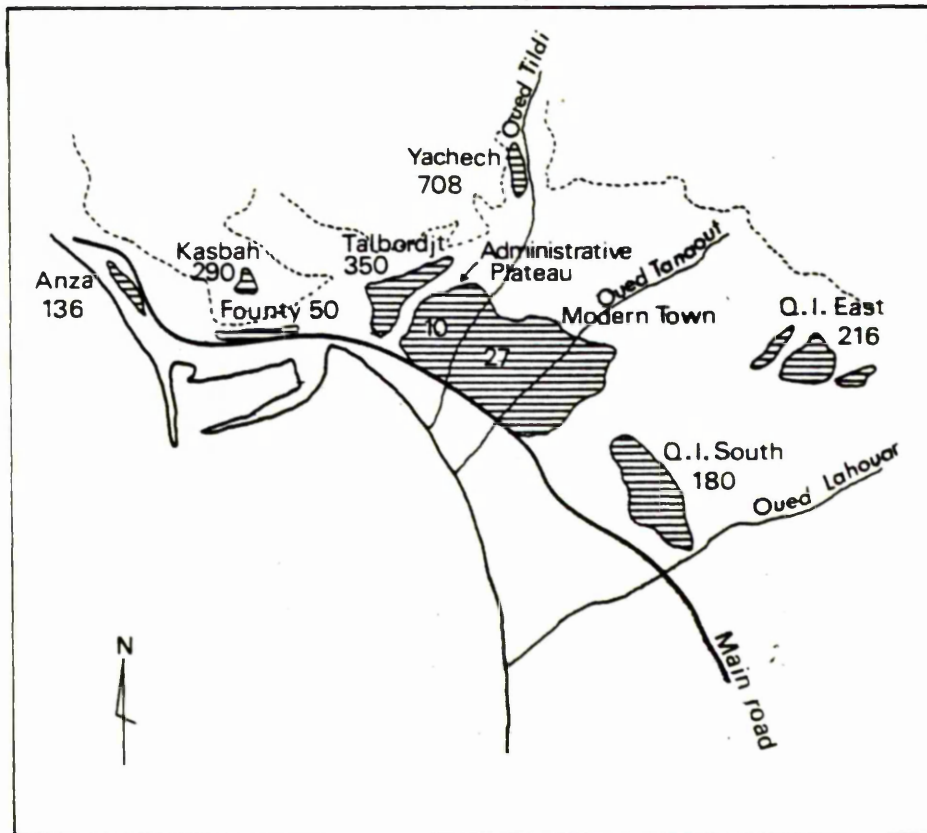 Oued Tildi
Yachech
708
Kasbah
290
Talbordjt
350
Administrative
Plateau
Oued Tanaout
Anza
136
Founty 50
10
27
Modern Town
Q.I. East
216
Q.I. South
180
Oued Lahouar
Main road
N